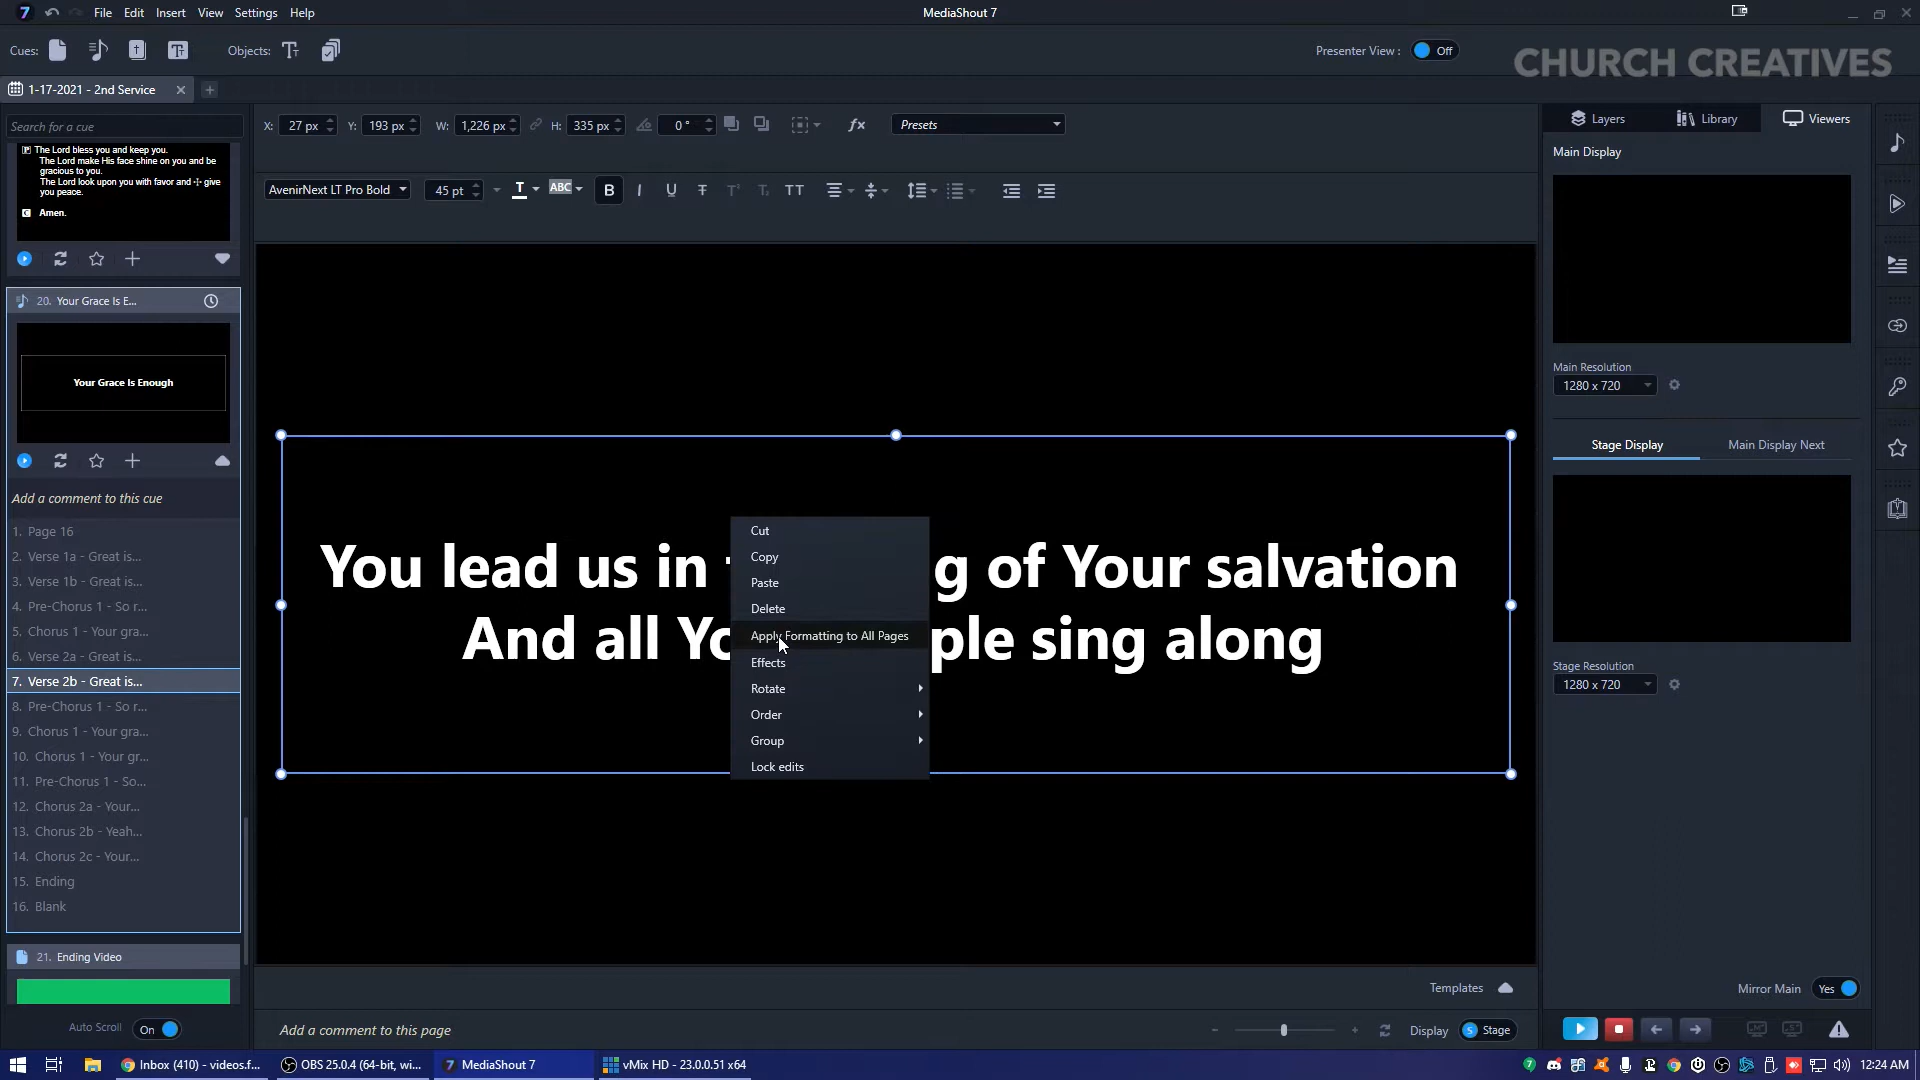 7
File
Edit
Insert
View
Settings
Help
MediaShout 7
Cues:
Objects:
Presenter View :
Off
CHURCH CREATIVES
1-17-2021 - 2nd Service
Search for a cue
X: 27 px
Y: 193 px
W: 1,226 px
H: 335 px
0 °
fx
Presets
AvenirNext LT Pro Bold
45 pt
T
ABC
B
I
U
TT
P The Lord bless you and keep you.
The Lord make His face shine on you and be
gracious to you.
The Lord look upon you with favor and ✢ give
you peace.
C Amen.
20. Your Grace Is E...
Your Grace Is Enough
Add a comment to this cue
1. Page 16
2. Verse 1a - Great is...
3. Verse 1b - Great is...
4. Pre-Chorus 1 - So r...
5. Chorus 1 - Your gra...
6. Verse 2a - Great is...
7. Verse 2b - Great is...
8. Pre-Chorus 1 - So r...
9. Chorus 1 - Your gra...
10. Chorus 1 - Your gr...
11. Pre-Chorus 1 - So...
12. Chorus 2a - Your...
13. Chorus 2b - Yeah...
14. Chorus 2c - Your...
15. Ending
16. Blank
21. Ending Video
Auto Scroll
On
You lead us in g of Your salvation
And all Yo ple sing along
Cut
Copy
Paste
Delete
Apply Formatting to All Pages
Effects
Rotate
Order
Group
Lock edits
Templates
Add a comment to this page
Display
S Stage
Layers
Library
Viewers
Main Display
Main Resolution
1280 x 720
Stage Display
Main Display Next
Stage Resolution
1280 x 720
Mirror Main
Yes
Inbox (410) - videos.f...
OBS 25.0.4 (64-bit, wi...
7 MediaShout 7
vMix HD - 23.0.0.51 x64
12:24 AM